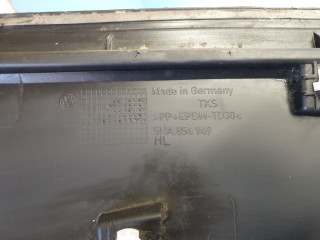 Made in Germany
TKS
>PP+EPDM-TD30<
5NA 854 949
HL